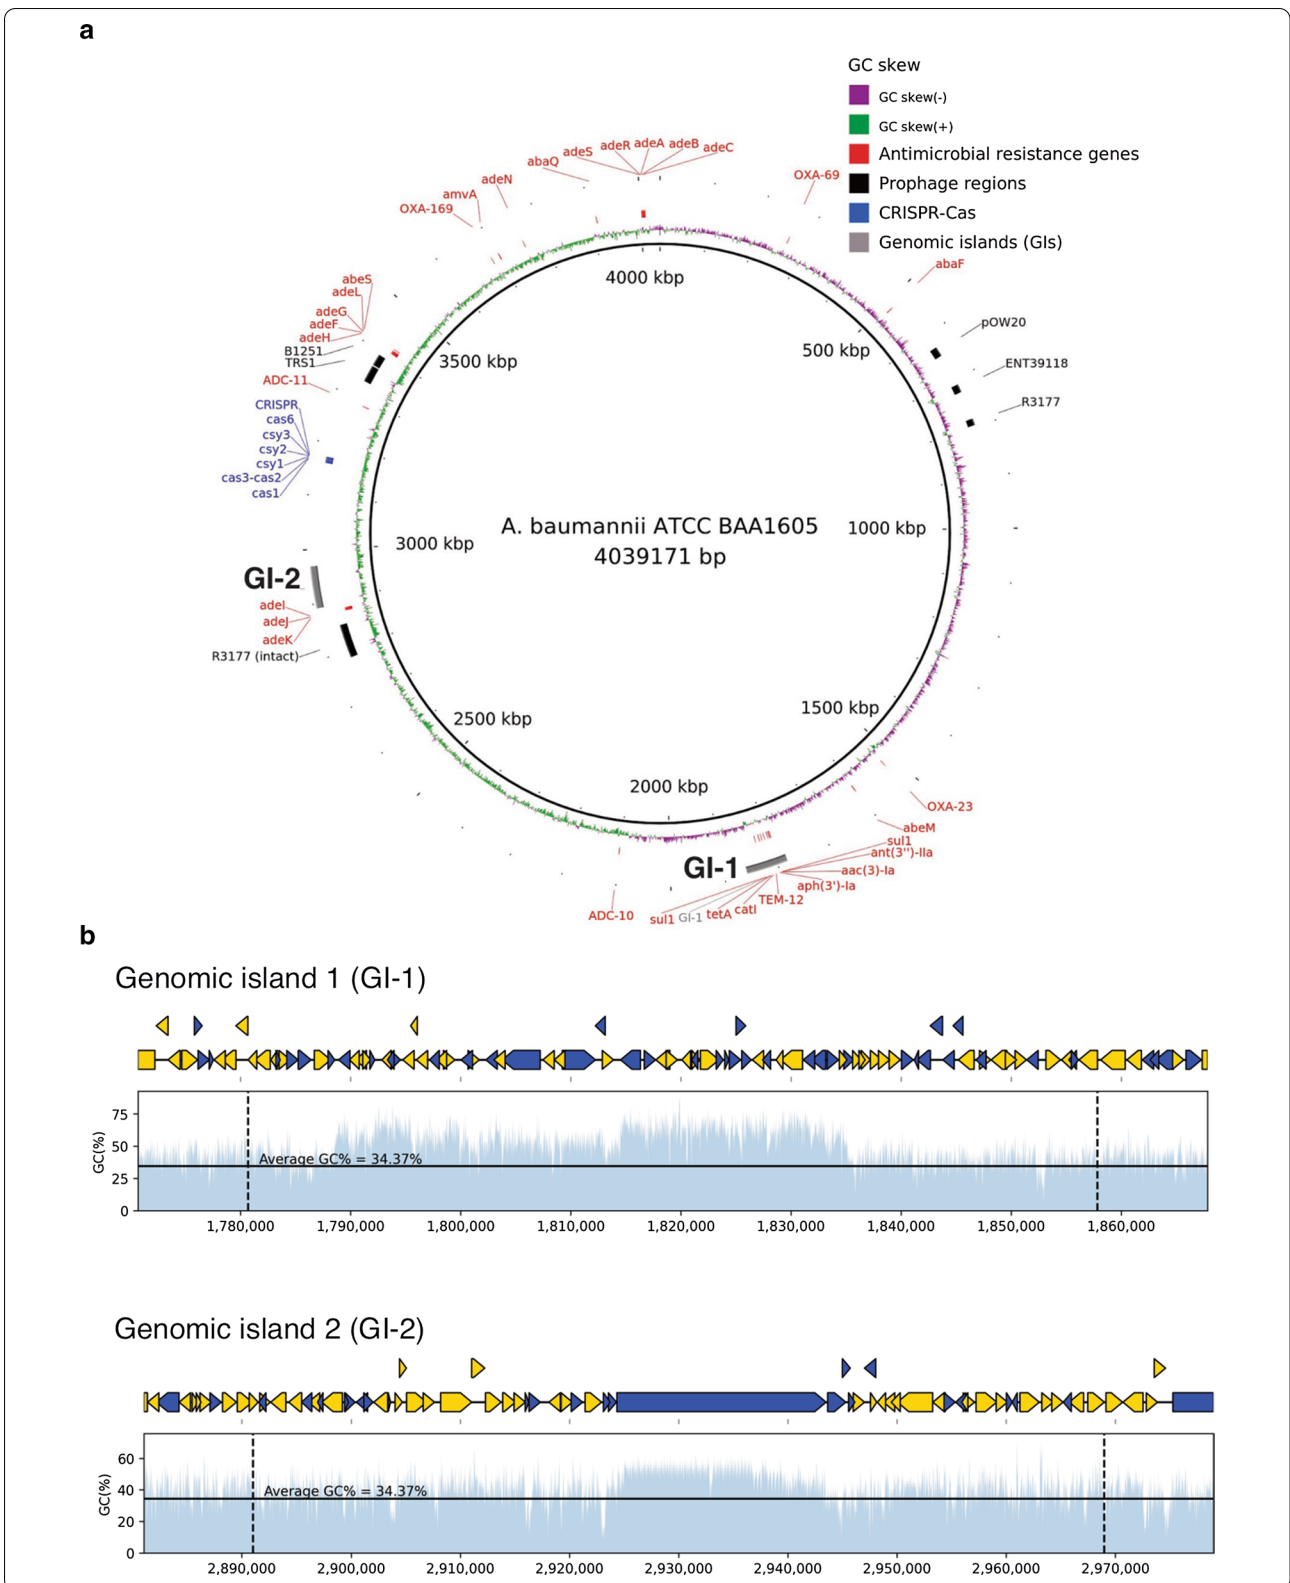 a
GC skew
GC skew(-)
GC skew(+)
Antimicrobial resistance genes
Prophage regions
CRISPR-Cas
Genomic islands (GIs)
adeS
adeR
adeA
adeB
adeC
abaQ
adeN
amvA
OXA-169
OXA-69
abaF
pOW20
ENT39118
R3177
abeS
adeL
adeG
adeF
adeH
B1251
TRS1
ADC-11
CRISPR
cas6
csy3
csy2
csy1
cas3-cas2
cas1
GI-2
adeI
adeJ
adeK
R3177 (intact)
4000 kbp
500 kbp
3500 kbp
1000 kbp
3000 kbp
1500 kbp
2500 kbp
2000 kbp
A. baumannii ATCC BAA1605
4039171 bp
OXA-23
abeM
sul1
ant(3'')-IIa
aac(3)-Ia
aph(3')-Ia
TEM-12
catI
tetA
GI-1
sul1
GI-1
ADC-10
b
Genomic island 1 (GI-1)
GC(%)
75
50
25
0
Average GC% = 34.37%
1,780,000 1,790,000 1,800,000 1,810,000 1,820,000 1,830,000 1,840,000 1,850,000 1,860,000
Genomic island 2 (GI-2)
GC(%)
60
40
20
0
Average GC% = 34.37%
2,890,000 2,900,000 2,910,000 2,920,000 2,930,000 2,940,000 2,950,000 2,960,000 2,970,000